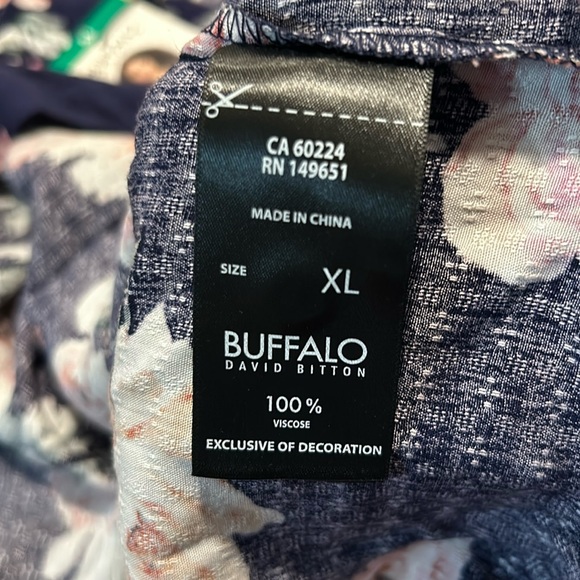 CA 60224
RN 149651
MADE IN CHINA
SIZE XL
BUFFALO
DAVID BITTON
100 %
VISCOSE
EXCLUSIVE OF DECORATION